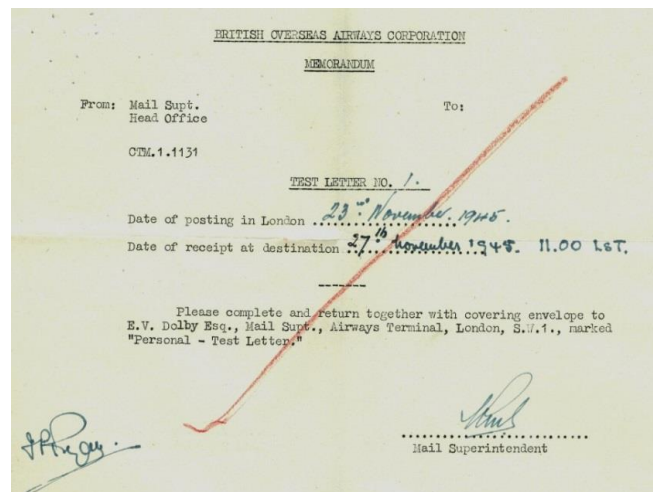 BRITISH OVERSEAS AIRWAYS CORPORATION
MEMORANDUM
From: Mail Supt. To:
Head Office
CTM.1.1131
TEST LETTER NO. 1.
Date of posting in London 23rd November 1945.
Date of receipt at destination 27th November 1945. 11.00 LST.
Please complete and return together with covering envelope to
E.V. Dolby Esq., Mail Supt., Airways Terminal, London, S.W.1., marked
"Personal - Test Letter."
Mail Superintendent